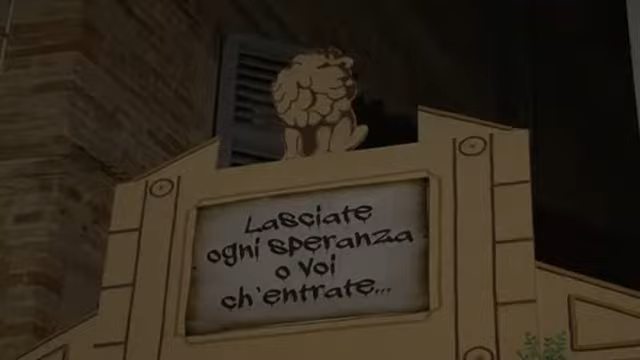 Lasciate
ogni speranza
o Voi
ch'entrate...